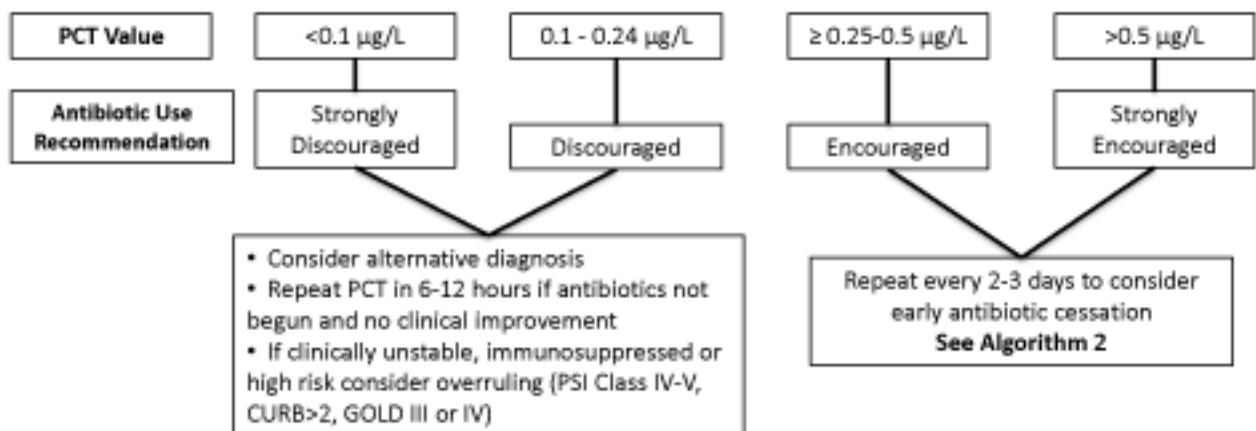 PCT Value
<0.1 µg/L
0.1 - 0.24 µg/L
≥ 0.25-0.5 µg/L
>0.5 µg/L
Antibiotic Use
Recommendation
Strongly
Discouraged
Discouraged
Encouraged
Strongly
Encouraged
• Consider alternative diagnosis
• Repeat PCT in 6-12 hours if antibiotics not
begun and no clinical improvement
• If clinically unstable, immunosuppressed or
high risk consider overruling (PSI Class IV-V,
CURB>2, GOLD III or IV)
Repeat every 2-3 days to consider
early antibiotic cessation
See Algorithm 2